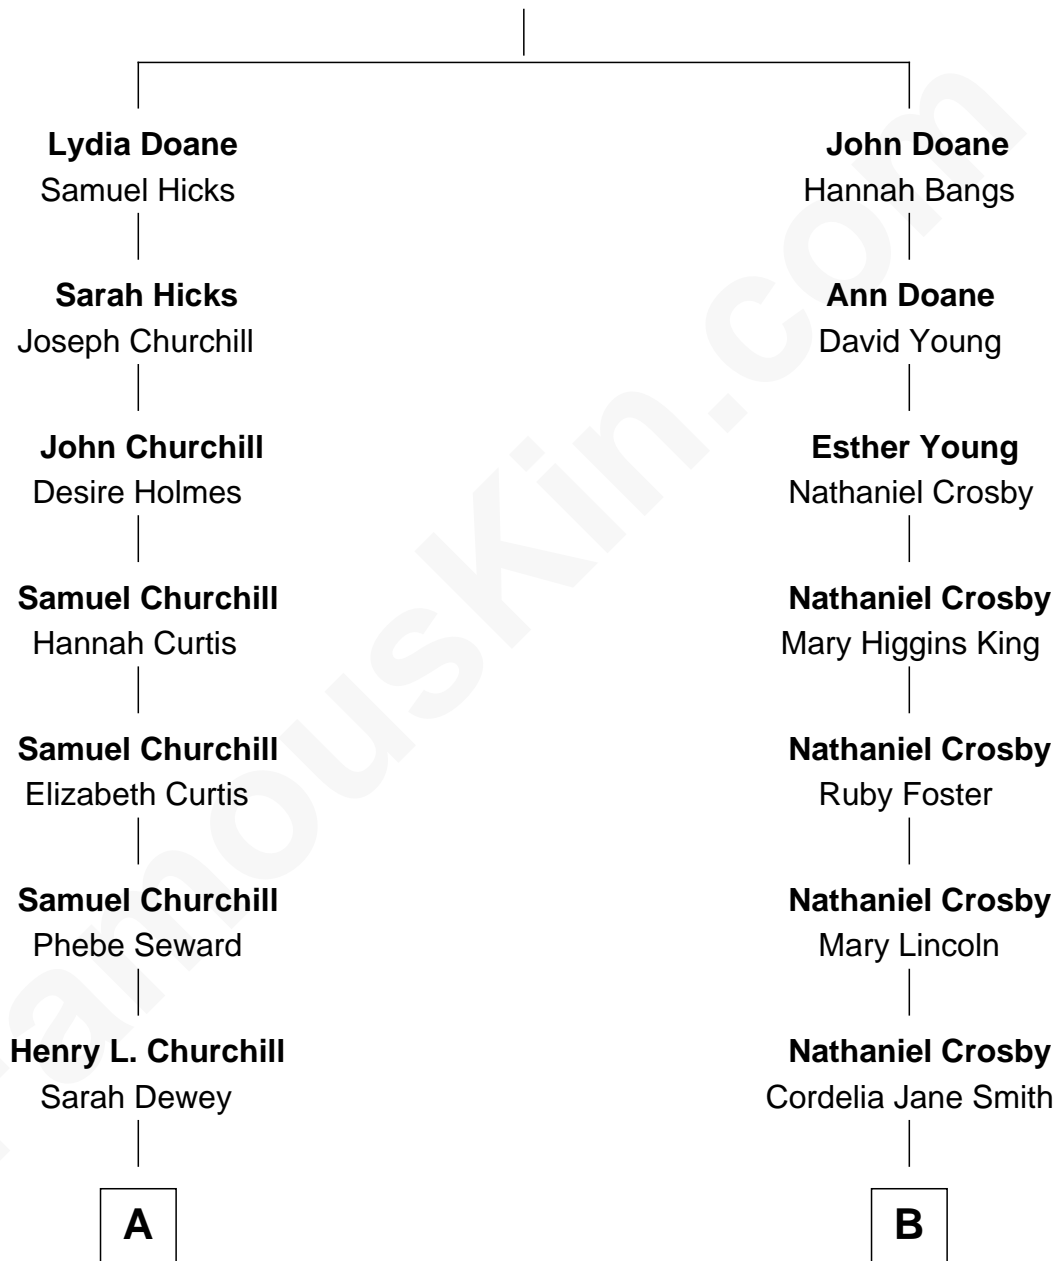 Lydia Doane
Samuel Hicks
Sarah Hicks
Joseph Churchill
John Churchill
Desire Holmes
Samuel Churchill
Hannah Curtis
Samuel Churchill
Elizabeth Curtis
Samuel Churchill
Phebe Seward
Henry L. Churchill
Sarah Dewey
A
John Doane
Hannah Bangs
Ann Doane
David Young
Esther Young
Nathaniel Crosby
Nathaniel Crosby
Mary Higgins King
Nathaniel Crosby
Ruby Foster
Nathaniel Crosby
Mary Lincoln
Nathaniel Crosby
Cordelia Jane Smith
B
FamousKin.com